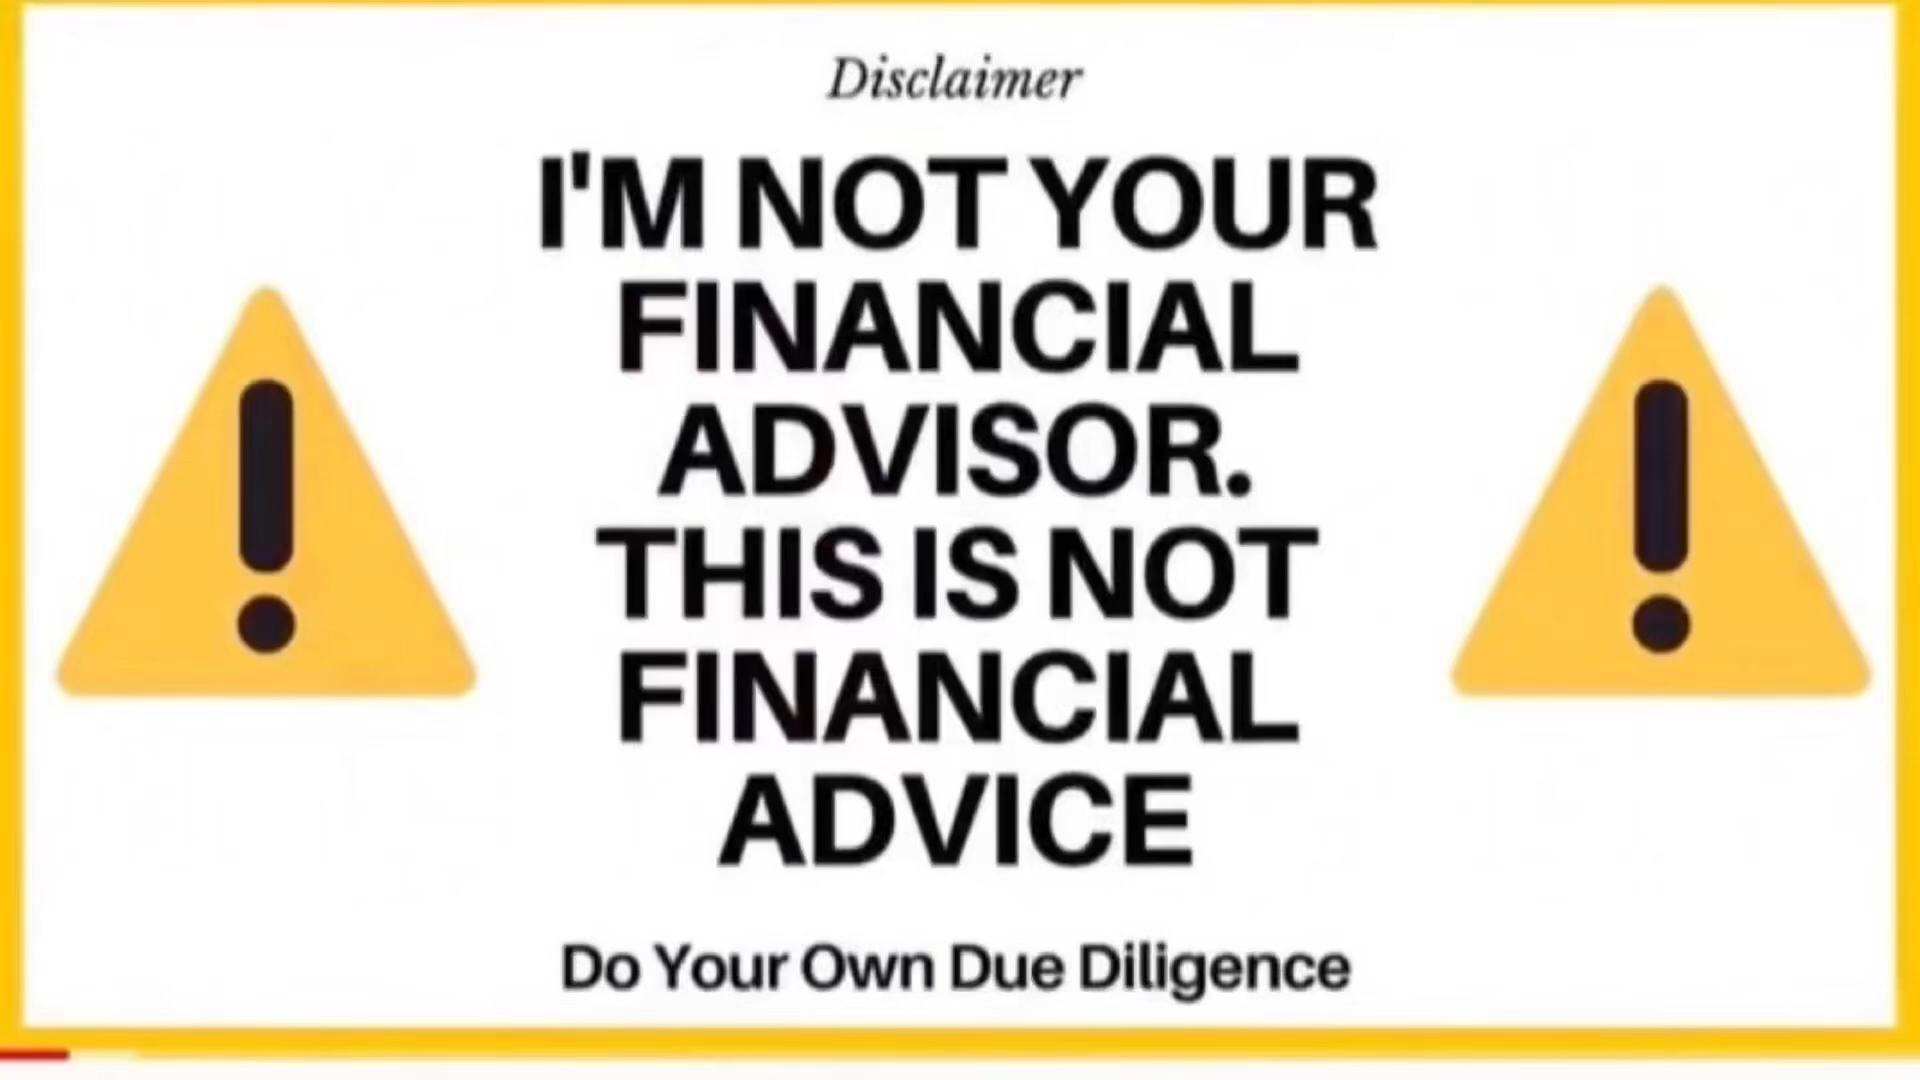 Disclaimer
I'M NOT YOUR
FINANCIAL
ADVISOR.
THIS IS NOT
FINANCIAL
ADVICE
Do Your Own Due Diligence